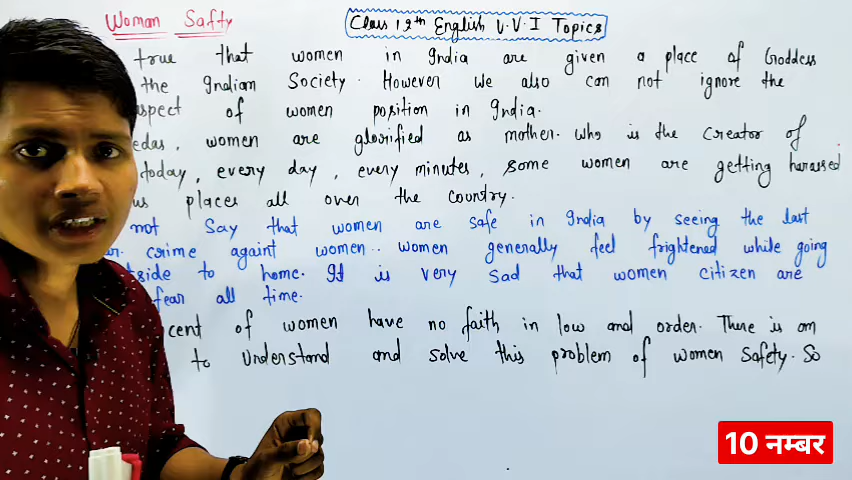 Woman Safty
Class 12th English V.V.I Topics
true that women in India are given a place of Goddess
the Indian Society. However we also can not ignore the
aspect of women position in India.
edas, women are glorified as mother. who is the creator of
today, every day, every minutes, some women are getting harassed
us places all over the country.
not Say that women are safe in India by seeing the last
ar crime againt women.. women generally feel frightened while going
tside to home. It is very sad that women citizen are
fear all time.
cent of women have no faith in low and order. There is an
to understand and solve this problem of women safety. So
10 नम्बर